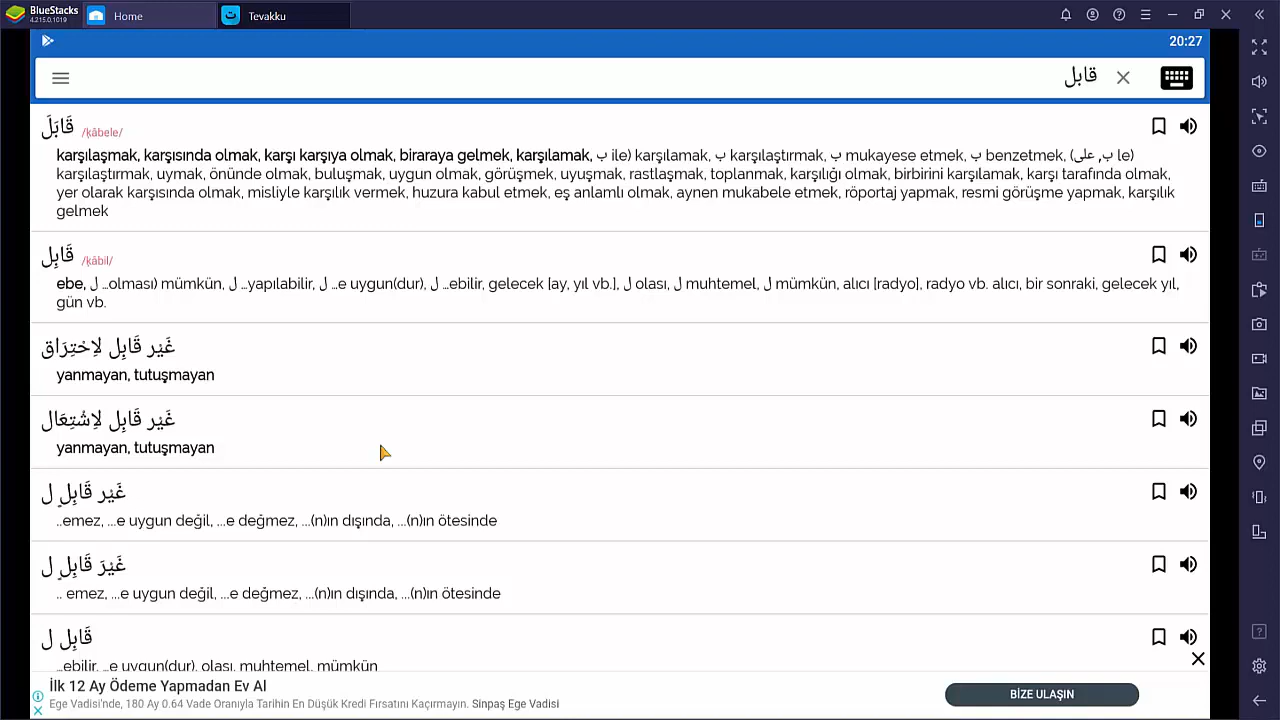 BlueStacks
4.215.0.1019
Home
Tevakku
20:27
قابل
قَابَلَ /ḳâbele/
karşılaşmak, karşısında olmak, karşı karşıya olmak, biraraya gelmek, karşılamak, ب ile) karşılamak, ب karşılaştırmak, ب mukayese etmek, ب benzetmek, (ب, على le)
karşılaştırmak, uymak, önünde olmak, buluşmak, uygun olmak, görüşmek, uyuşmak, rastlaşmak, toplanmak, karşılığı olmak, birbirini karşılamak, karşı tarafında olmak,
yer olarak karşısında olmak, misliyle karşılık vermek, huzura kabul etmek, eş anlamlı olmak, aynen mukabele etmek, röportaj yapmak, resmi görüşme yapmak, karşılık
gelmek
قَابِل /ḳâbil/
ebe, ل ...olması) mümkün, ل ...yapılabilir, ل ...e uygun(dur), ل ...ebilir, gelecek [ay, yıl vb.], ل olası, ل muhtemel, ل mümkün, alıcı [radyo], radyo vb. alıcı, bir sonraki, gelecek yıl,
gün vb.
غَيْر قَابِل لاِحْتِرَاق
yanmayan, tutuşmayan
غَيْر قَابِل لاِشْتِعَال
yanmayan, tutuşmayan
غَيْر قَابِلٍ ل
..emez, ...e uygun değil, ...e değmez, ...(n)ın dışında, ...(n)ın ötesinde
غَيْرَ قَابِلٍ ل
.. emez, ...e uygun değil, ...e değmez, ...(n)ın dışında, ...(n)ın ötesinde
قَابِل ل
...ebilir, ...e uygun(dur), olası, muhtemel, mümkün
İlk 12 Ay Ödeme Yapmadan Ev Al
Ege Vadisi'nde, 180 Ay 0.64 Vade Oranıyla Tarihin En Düşük Kredi Fırsatını Kaçırmayın. Sinpaş Ege Vadisi
BİZE ULAŞIN